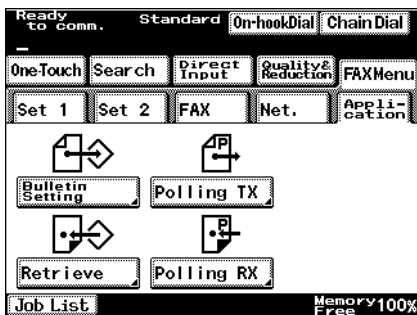 Ready to comm. Standard On-hookDial Chain Dial
One-Touch Search Direct Input Quality& Reduction FAXMenu
Set 1 Set 2 FAX Net. Appli-cation
P
Bulletin Setting Polling TX
P
Retrieve Polling RX
Job List Memory Free 100%